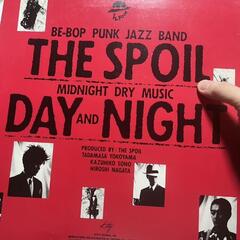 BE-BOP PUNK JAZZ BAND
THE SPOIL
MIDNIGHT DRY MUSIC
DAY AND NIGHT
PRODUCED BY: THE SPOIL
TADAMASA YOKOYAMA
KAZUHIKO SONO
HIROSHI NAGATA